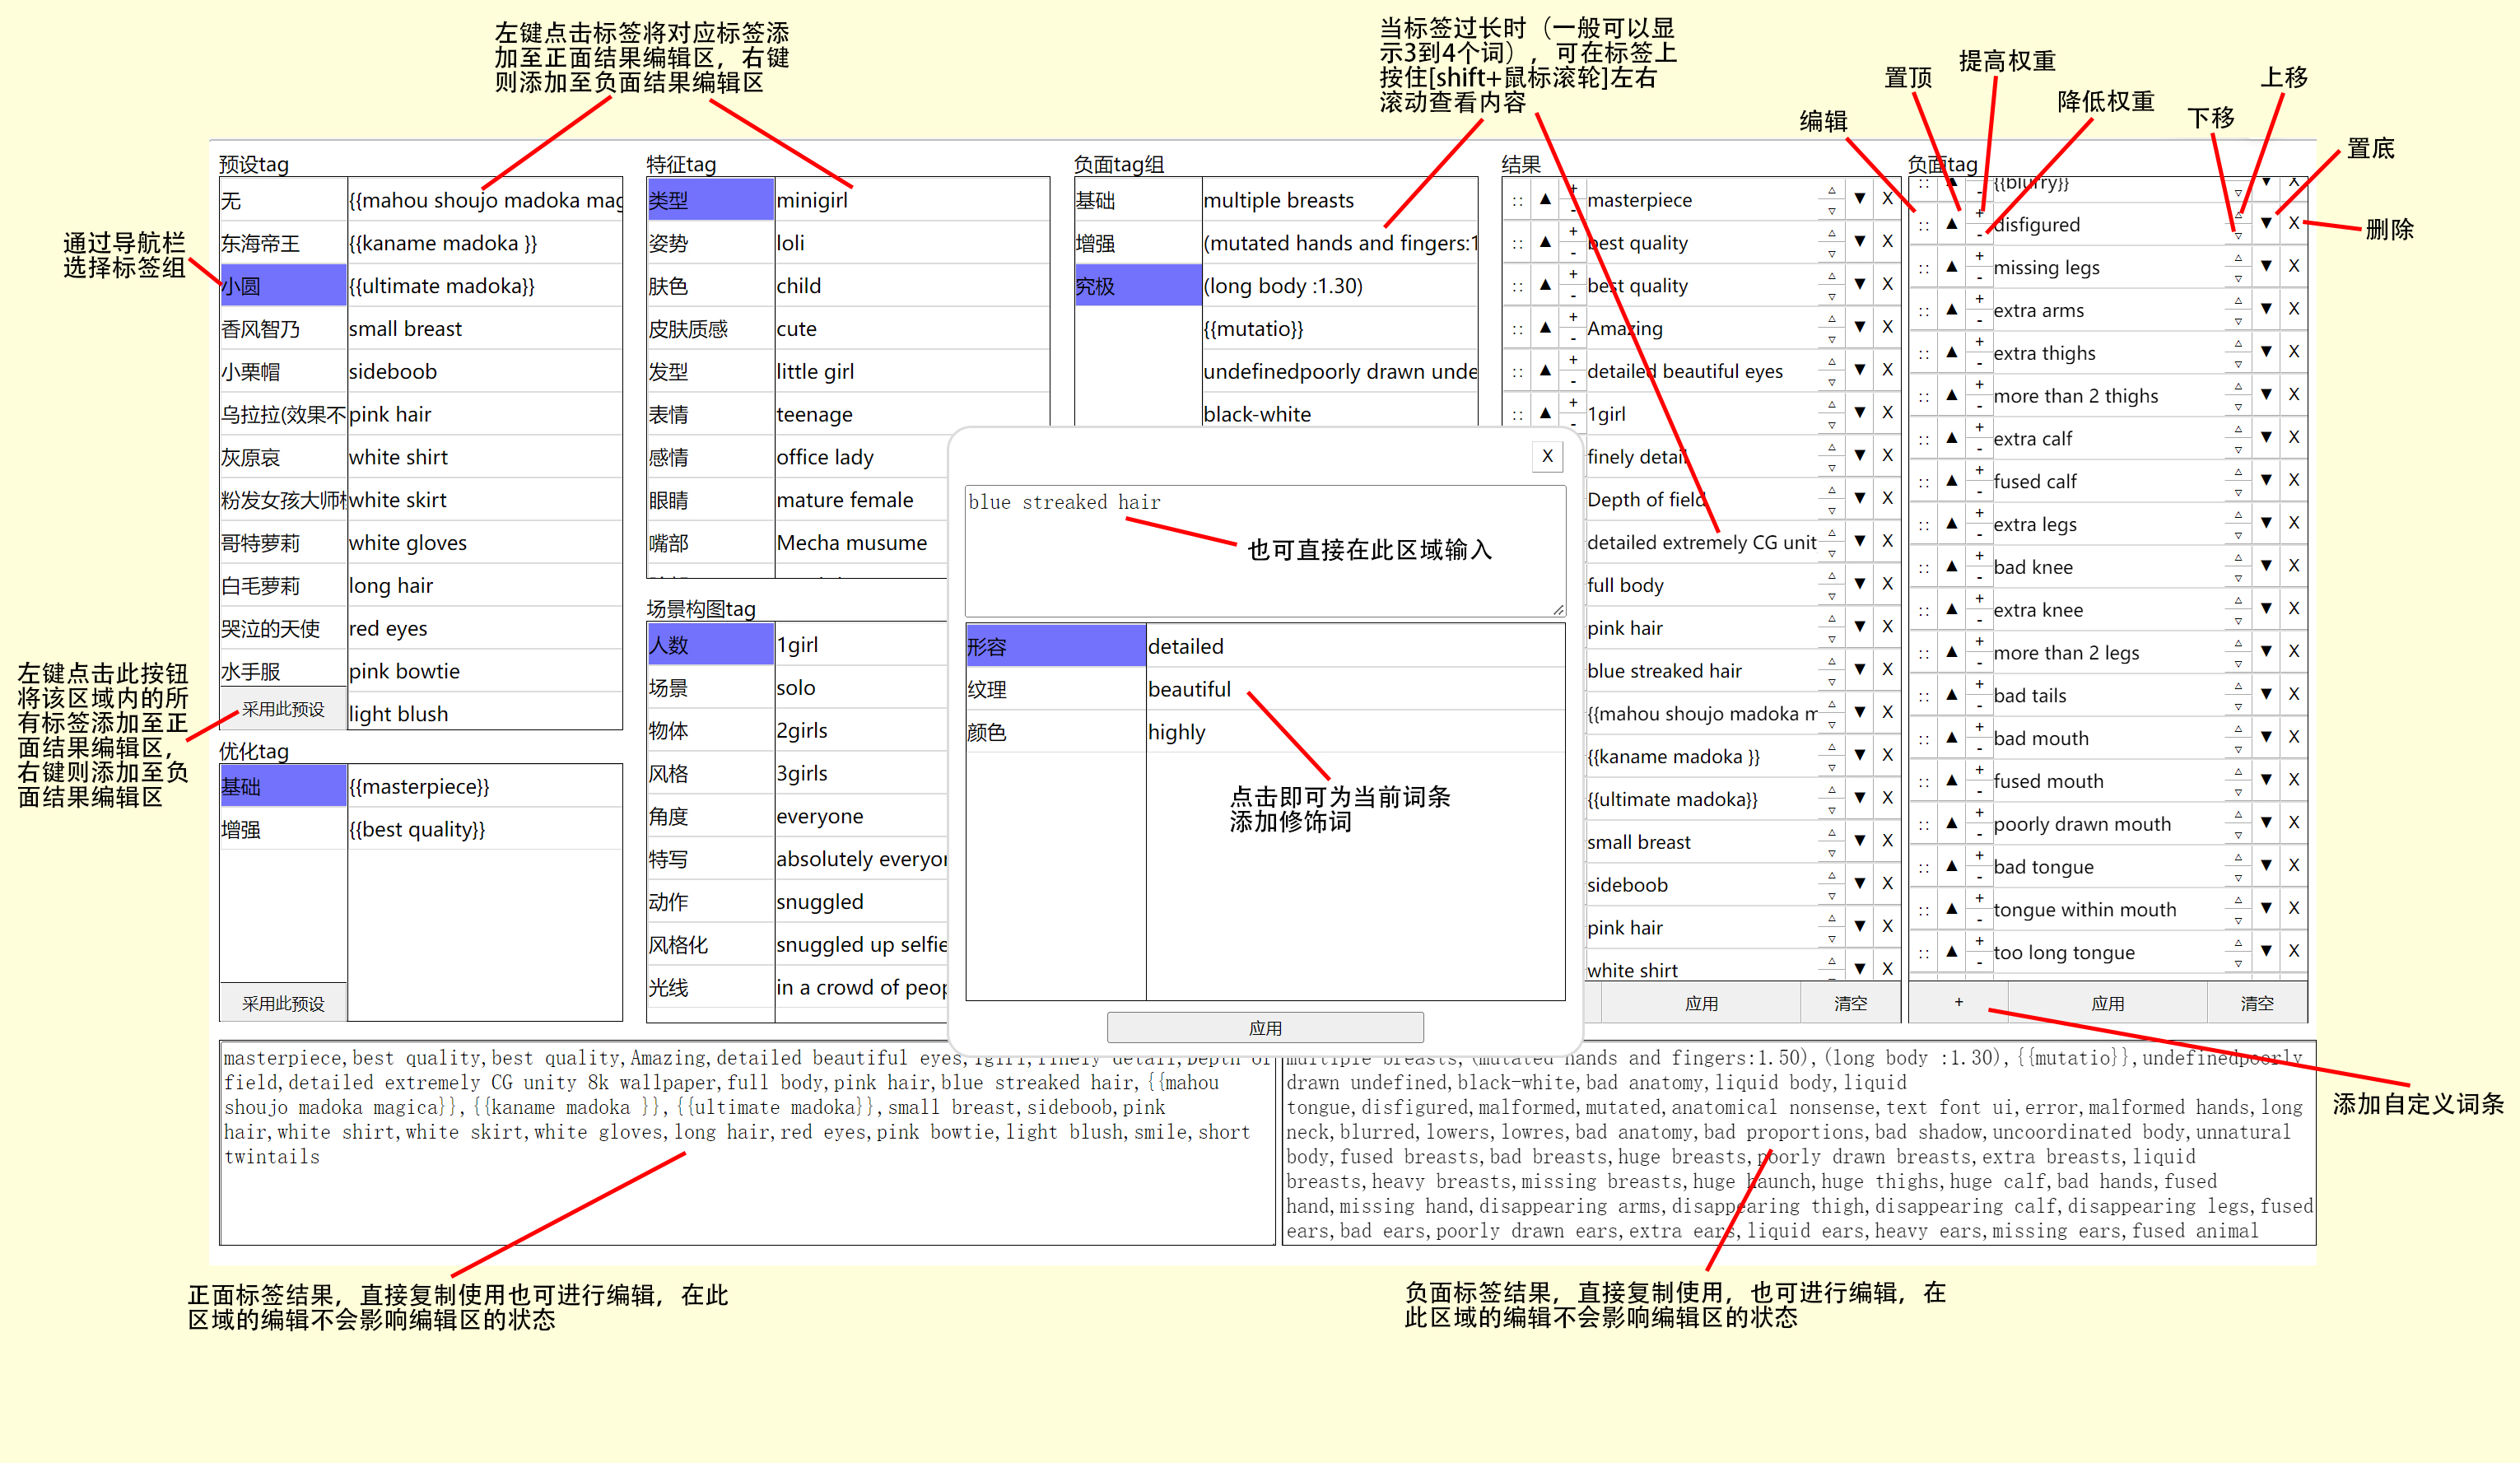 左键点击标签将对应标签添
加至正面结果编辑区，右键
则添加至负面结果编辑区
当标签过长时（一般可以显
示3到4个词），可在标签上
按住[shift+鼠标滚轮]左右
滚动查看内容
编辑
置顶
提高权重
降低权重
下移
上移
置底
删除
通过导航栏
选择标签组
左键点击此按钮
将该区域内的所
有标签添加至正
面结果编辑区，
右键则添加至负
面结果编辑区
预设tag
无
东海帝王
小圆
香风智乃
小栗帽
乌拉拉(效果不
灰原哀
粉发女孩大师
哥特萝莉
白毛萝莉
哭泣的天使
水手服
采用此预设
{{mahou shoujo madoka mag
{{kaname madoka }}
{{ultimate madoka}}
small breast
sideboob
pink hair
white shirt
white skirt
white gloves
long hair
red eyes
pink bowtie
light blush
优化tag
基础
增强
采用此预设
{{masterpiece}}
{{best quality}}
特征tag
类型
姿势
肤色
皮肤质感
发型
表情
感情
眼睛
嘴部
minigirl
loli
child
cute
little girl
teenage
office lady
mature female
Mecha musume
场景构图tag
人数
场景
物体
风格
角度
特写
动作
风格化
光线
1girl
solo
2girls
3girls
everyone
absolutely everyo
snuggled
snuggled up selfie
in a crowd of peop
负面tag组
基础
增强
究极
multiple breasts
(mutated hands and fingers:1
(long body :1.30)
{{mutatio}}
undefinedpoorly drawn unde
black-white
X
blue streaked hair
也可直接在此区域输入
形容
纹理
颜色
detailed
beautiful
highly
点击即可为当前词条
添加修饰词
应用
结果
:: ▲ + - masterpiece △ ▽ ▼ X
:: ▲ + - best quality △ ▽ ▼ X
:: ▲ + - best quality △ ▽ ▼ X
:: ▲ + - Amazing △ ▽ ▼ X
:: ▲ + - detailed beautiful eyes △ ▽ ▼ X
:: ▲ + - 1girl △ ▽ ▼ X
finely detail △ ▽ ▼ X
Depth of field △ ▽ ▼ X
detailed extremely CG unit △ ▽ ▼ X
full body △ ▽ ▼ X
pink hair △ ▽ ▼ X
blue streaked hair △ ▽ ▼ X
{{mahou shoujo madoka m △ ▽ ▼ X
{{kaname madoka }} △ ▽ ▼ X
{{ultimate madoka}} △ ▽ ▼ X
small breast △ ▽ ▼ X
sideboob △ ▽ ▼ X
pink hair △ ▽ ▼ X
white shirt △ ▼ X
应用 清空
负面tag
:: ▲ - {{blurry}} ▽ ▼ X
:: ▲ + - disfigured △ ▽ ▼ X
:: ▲ + - missing legs △ ▽ ▼ X
:: ▲ + - extra arms △ ▽ ▼ X
:: ▲ + - extra thighs △ ▽ ▼ X
:: ▲ + - more than 2 thighs △ ▽ ▼ X
:: ▲ + - extra calf △ ▽ ▼ X
:: ▲ + - fused calf △ ▽ ▼ X
:: ▲ + - extra legs △ ▽ ▼ X
:: ▲ + - bad knee △ ▽ ▼ X
:: ▲ + - extra knee △ ▽ ▼ X
:: ▲ + - more than 2 legs △ ▽ ▼ X
:: ▲ + - bad tails △ ▽ ▼ X
:: ▲ + - bad mouth △ ▽ ▼ X
:: ▲ + - fused mouth △ ▽ ▼ X
:: ▲ + - poorly drawn mouth △ ▽ ▼ X
:: ▲ + - bad tongue △ ▽ ▼ X
:: ▲ + - tongue within mouth △ ▽ ▼ X
:: ▲ + - too long tongue △ ▽ ▼ X
+ 应用 清空
添加自定义词条
masterpiece,best quality,best quality,Amazing,detailed beautiful eyes,1girl,finely detail,Depth of
field,detailed extremely CG unity 8k wallpaper,full body,pink hair,blue streaked hair,{{mahou
shoujo madoka magica}},{{kaname madoka }},{{ultimate madoka}},small breast,sideboob,pink
hair,white shirt,white skirt,white gloves,long hair,red eyes,pink bowtie,light blush,smile,short
twintails
multiple breasts,(mutated hands and fingers:1.50),(long body :1.30),{{mutatio}},undefinedpoorly
drawn undefined,black-white,bad anatomy,liquid body,liquid
tongue,disfigured,malformed,mutated,anatomical nonsense,text font ui,error,malformed hands,long
neck,blurred,lowers,lowres,bad anatomy,bad proportions,bad shadow,uncoordinated body,unnatural
body,fused breasts,bad breasts,huge breasts,poorly drawn breasts,extra breasts,liquid
breasts,heavy breasts,missing breasts,huge haunch,huge thighs,huge calf,bad hands,fused
hand,missing hand,disappearing arms,disappearing thigh,disappearing calf,disappearing legs,fused
ears,bad ears,poorly drawn ears,extra ears,liquid ears,heavy ears,missing ears,fused animal
正面标签结果，直接复制使用也可进行编辑，在此
区域的编辑不会影响编辑区的状态
负面标签结果，直接复制使用，也可进行编辑，在
此区域的编辑不会影响编辑区的状态